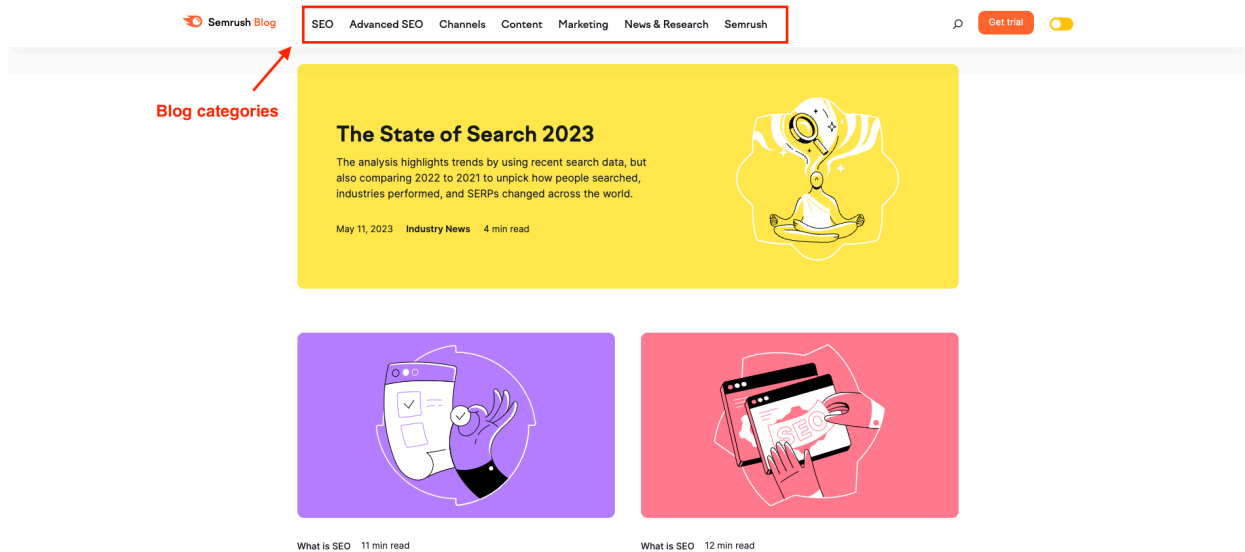 Semrush Blog
SEO Advanced SEO Channels Content Marketing News & Research Semrush
Get trial
Blog categories
The State of Search 2023
The analysis highlights trends by using recent search data, but
also comparing 2022 to 2021 to unpick how people searched,
industries performed, and SERPs changed across the world.
May 11, 2023 Industry News 4 min read
SEO
What is SEO 11 min read
What is SEO 12 min read